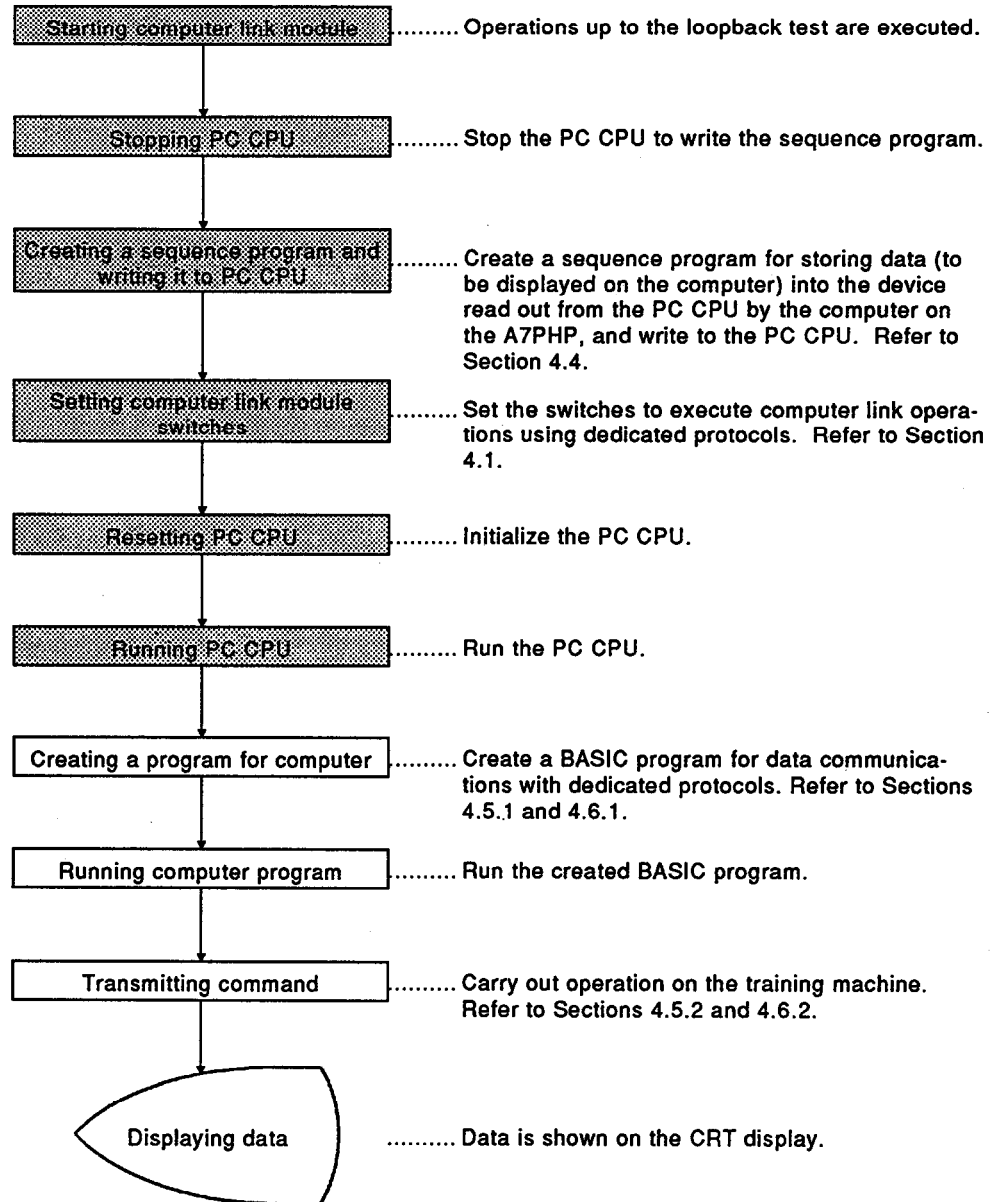 Starting computer link module .......... Operations up to the loopback test are executed.
Stopping PC CPU .......... Stop the PC CPU to write the sequence program.
Creating a sequence program and
writing it to PC CPU
.......... Create a sequence program for storing data (to
be displayed on the computer) into the device
read out from the PC CPU by the computer on
the A7PHP, and write to the PC CPU. Refer to
Section 4.4.
Setting computer link module
switches
.......... Set the switches to execute computer link opera-
tions using dedicated protocols. Refer to Section
4.1.
Resetting PC CPU .......... Initialize the PC CPU.
Running PC CPU .......... Run the PC CPU.
Creating a program for computer .......... Create a BASIC program for data communica-
tions with dedicated protocols. Refer to Sections
4.5.1 and 4.6.1.
Running computer program .......... Run the created BASIC program.
Transmitting command .......... Carry out operation on the training machine.
Refer to Sections 4.5.2 and 4.6.2.
Displaying data .......... Data is shown on the CRT display.